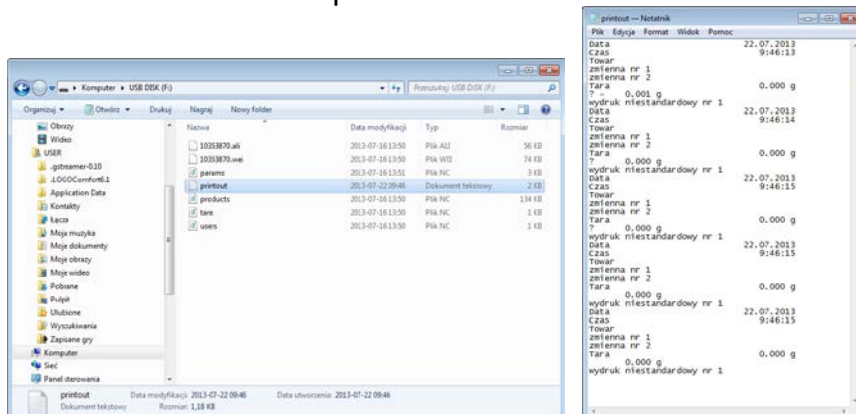 Komputer ▸ USB DISK (F:)
Przeszukaj: USB DISK (F:)
Organizuj
Otwórz
Drukuj
Nagraj
Nowy folder
Obrazy
Wideo
USER
.gstreamer-0.10
.LOGOComfort6.1
Application Data
Kontakty
Łącza
Moja muzyka
Moje dokumenty
Moje obrazy
Moje wideo
Pobrane
Pulpit
Ulubione
Wyszukiwania
Zapisane gry
Komputer
Sieć
Panel sterowania
Nazwa Data modyfikacji Typ Rozmiar
10353870.ali 2013-07-16 13:50 Plik ALI 56 KB
10353870.wei 2013-07-16 13:50 Plik WEI 74 KB
params 2013-07-16 13:51 Plik NC 3 KB
printout 2013-07-22 09:46 Dokument tekstowy 2 KB
products 2013-07-16 13:50 Plik NC 134 KB
tare 2013-07-16 13:50 Plik NC 1 KB
users 2013-07-16 13:50 Plik NC 3 KB
printout Data modyfikacji: 2013-07-22 09:46 Data utworzenia: 2013-07-22 09:46
Dokument tekstowy Rozmiar: 1,18 KB
printout — Notatnik
Plik Edycja Format Widok Pomoc
Data 22.07.2013
Czas 9:46:13
Towar
zmienna nr 1
zmienna nr 2
Tara 0.000 g
? - 0.001 g
wydruk niestandardowy nr 1
Data 22.07.2013
Czas 9:46:14
Towar
zmienna nr 1
zmienna nr 2
Tara 0.000 g
? 0.000 g
wydruk niestandardowy nr 1
Data 22.07.2013
Czas 9:46:15
Towar
zmienna nr 1
zmienna nr 2
Tara 0.000 g
? 0.000 g
wydruk niestandardowy nr 1
Data 22.07.2013
Czas 9:46:15
Towar
zmienna nr 1
zmienna nr 2
Tara 0.000 g
0.000 g
wydruk niestandardowy nr 1
Data 22.07.2013
Czas 9:46:15
Towar
zmienna nr 1
zmienna nr 2
Tara 0.000 g
0.000 g
wydruk niestandardowy nr 1